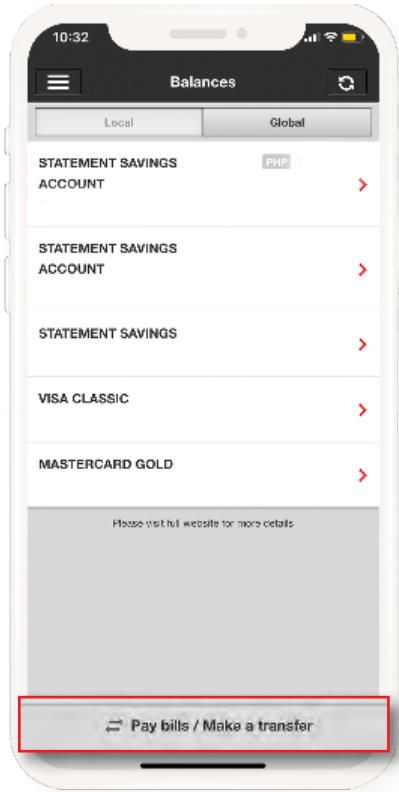 10:32
Balances
Local Global
STATEMENT SAVINGS PHP
ACCOUNT
STATEMENT SAVINGS
ACCOUNT
STATEMENT SAVINGS
VISA CLASSIC
MASTERCARD GOLD
Please visit full website for more details
Pay bills / Make a transfer